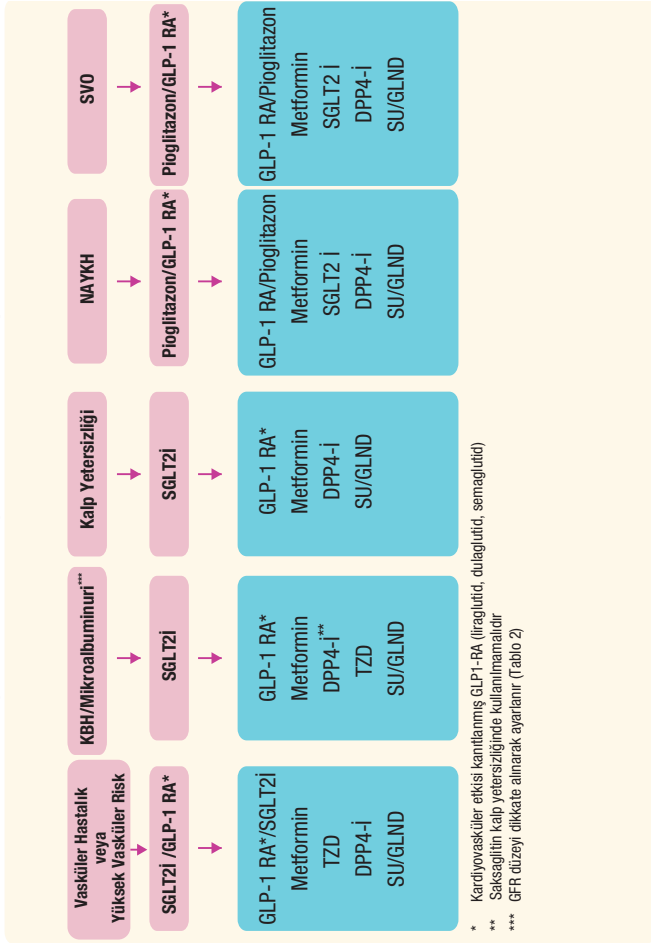 Vasküler Hastalık
veya
Yüksek Vasküler Risk
SGLT2İ /GLP-1 RA*
GLP-1 RA*/SGLT2İ
Metformin
TZD
DPP4-İ
SU/GLND
KBH/Mikroalbuminuri***
SGLT2İ
GLP-1 RA*
Metformin
DPP4-İ**
TZD
SU/GLND
Kalp Yetersizliği
SGLT2İ
GLP-1 RA*
Metformin
DPP4-İ
SU/GLND
NAYKH
Pioglitazon/GLP-1 RA*
GLP-1 RA/Pioglitazon
Metformin
SGLT2 İ
DPP4-İ
SU/GLND
SVO
Pioglitazon/GLP-1 RA*
GLP-1 RA/Pioglitazon
Metformin
SGLT2 İ
DPP4-İ
SU/GLND
* Kardiyovasküler etkisi kanıtlanmış GLP1-RA (liraglutid, dulaglutid, semaglutid)
** Saksaglitin kalp yetersizliğinde kullanılmamalıdır
*** GFR düzeyi dikkate alınarak ayarlanır (Tablo 2)